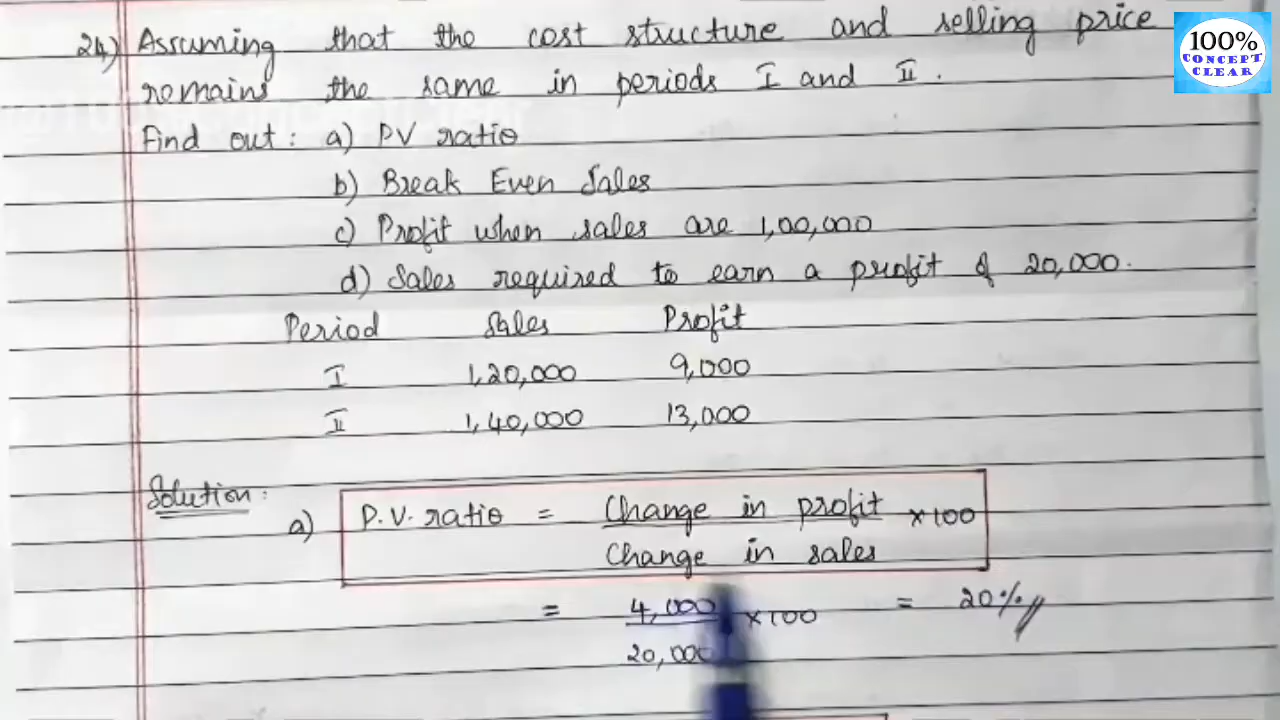 100%
CONCEPT
CLEAR
24) Assuming that the cost structure and selling price
remains the same in periods I and II.
Find out: a) PV ratio
b) Break Even Sales
c) Profit when sales are 1,00,000
d) Sales required to earn a profit of 20,000.
Period Sales Profit
I 1,20,000 9,000
II 1,40,000 13,000
Solution:
a) P.V. ratio = Change in profit × 100
Change in sales
= 4,000 × 100 = 20%
20,000